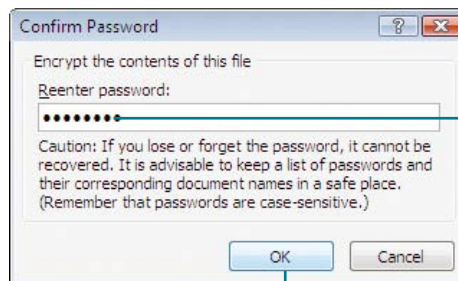 Confirm Password
Encrypt the contents of this file
Reenter password:
Caution: If you lose or forget the password, it cannot be
recovered. It is advisable to keep a list of passwords and
their corresponding document names in a safe place.
(Remember that passwords are case-sensitive.)
OK Cancel